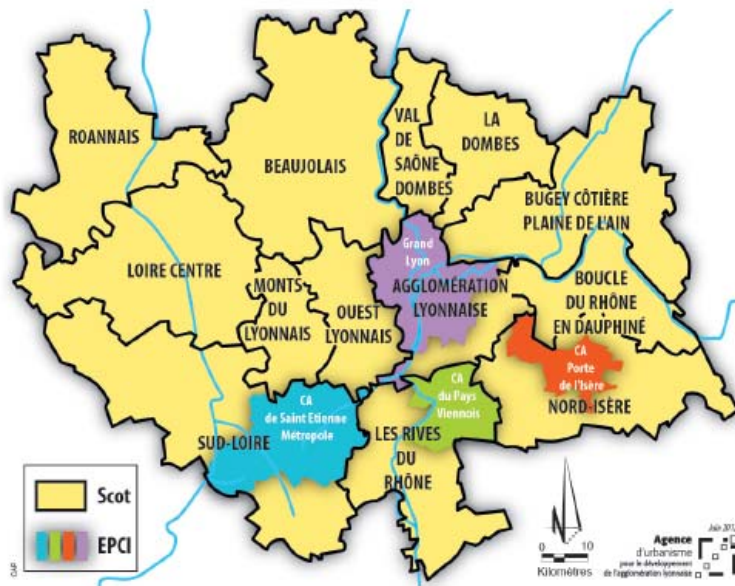 ROANNAIS
BEAUJOLAIS
VAL
DE
SAÔNE
DOMBES
LA
DOMBES
BUGEY CÔTIÈRE
PLAINE DE L'AIN
LOIRE CENTRE
MONTS
DU
LYONNAIS
OUEST
LYONNAIS
Grand
Lyon
AGGLOMÉRATION
LYONNAISE
BOUCLE
DU RHÔNE
EN DAUPHINÉ
CA
Porte
de l'Isère
NORD-ISÈRE
CA
du Pays
Viennois
CA
de Saint Etienne
Métropole
SUD-LOIRE
LES RIVES
DU
RHÔNE
Scot
EPCI
0 10
Kilomètres
Agence
d'urbanisme
pour le développement
de l'agglomération lyonnaise